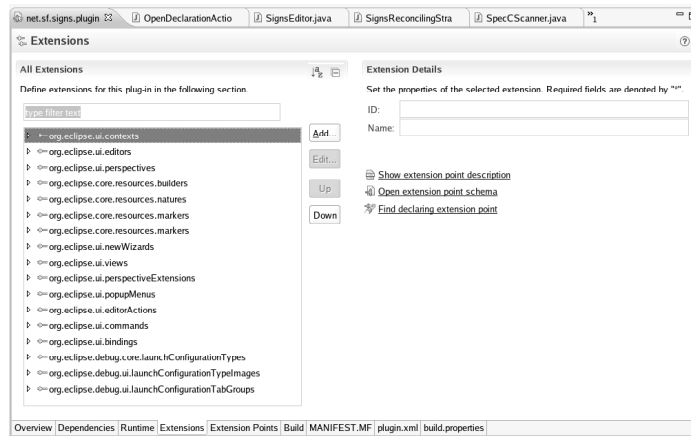 net.sf.signs.plugin
OpenDeclarationActio
SignsEditor.java
SignsReconcilingStra
SpecCScanner.java
»1
Extensions
All Extensions
Define extensions for this plug-in in the following section.
type filter text
org.eclipse.ui.contexts
org.eclipse.ui.editors
org.eclipse.ui.perspectives
org.eclipse.core.resources.builders
org.eclipse.core.resources.natures
org.eclipse.core.resources.markers
org.eclipse.core.resources.markers
org.eclipse.ui.newWizards
org.eclipse.ui.views
org.eclipse.ui.perspectiveExtensions
org.eclipse.ui.popupMenus
org.eclipse.ui.editorActions
org.eclipse.ui.commands
org.eclipse.ui.bindings
org.eclipse.debug.core.launchConfigurationTypes
org.eclipse.debug.ui.launchConfigurationTypeImages
org.eclipse.debug.ui.launchConfigurationTabGroups
Add...
Edit...
Up
Down
Extension Details
Set the properties of the selected extension. Required fields are denoted by "*".
ID:
Name:
Show extension point description
Open extension point schema
Find declaring extension point
Overview Dependencies Runtime Extensions Extension Points Build MANIFEST.MF plugin.xml build.properties